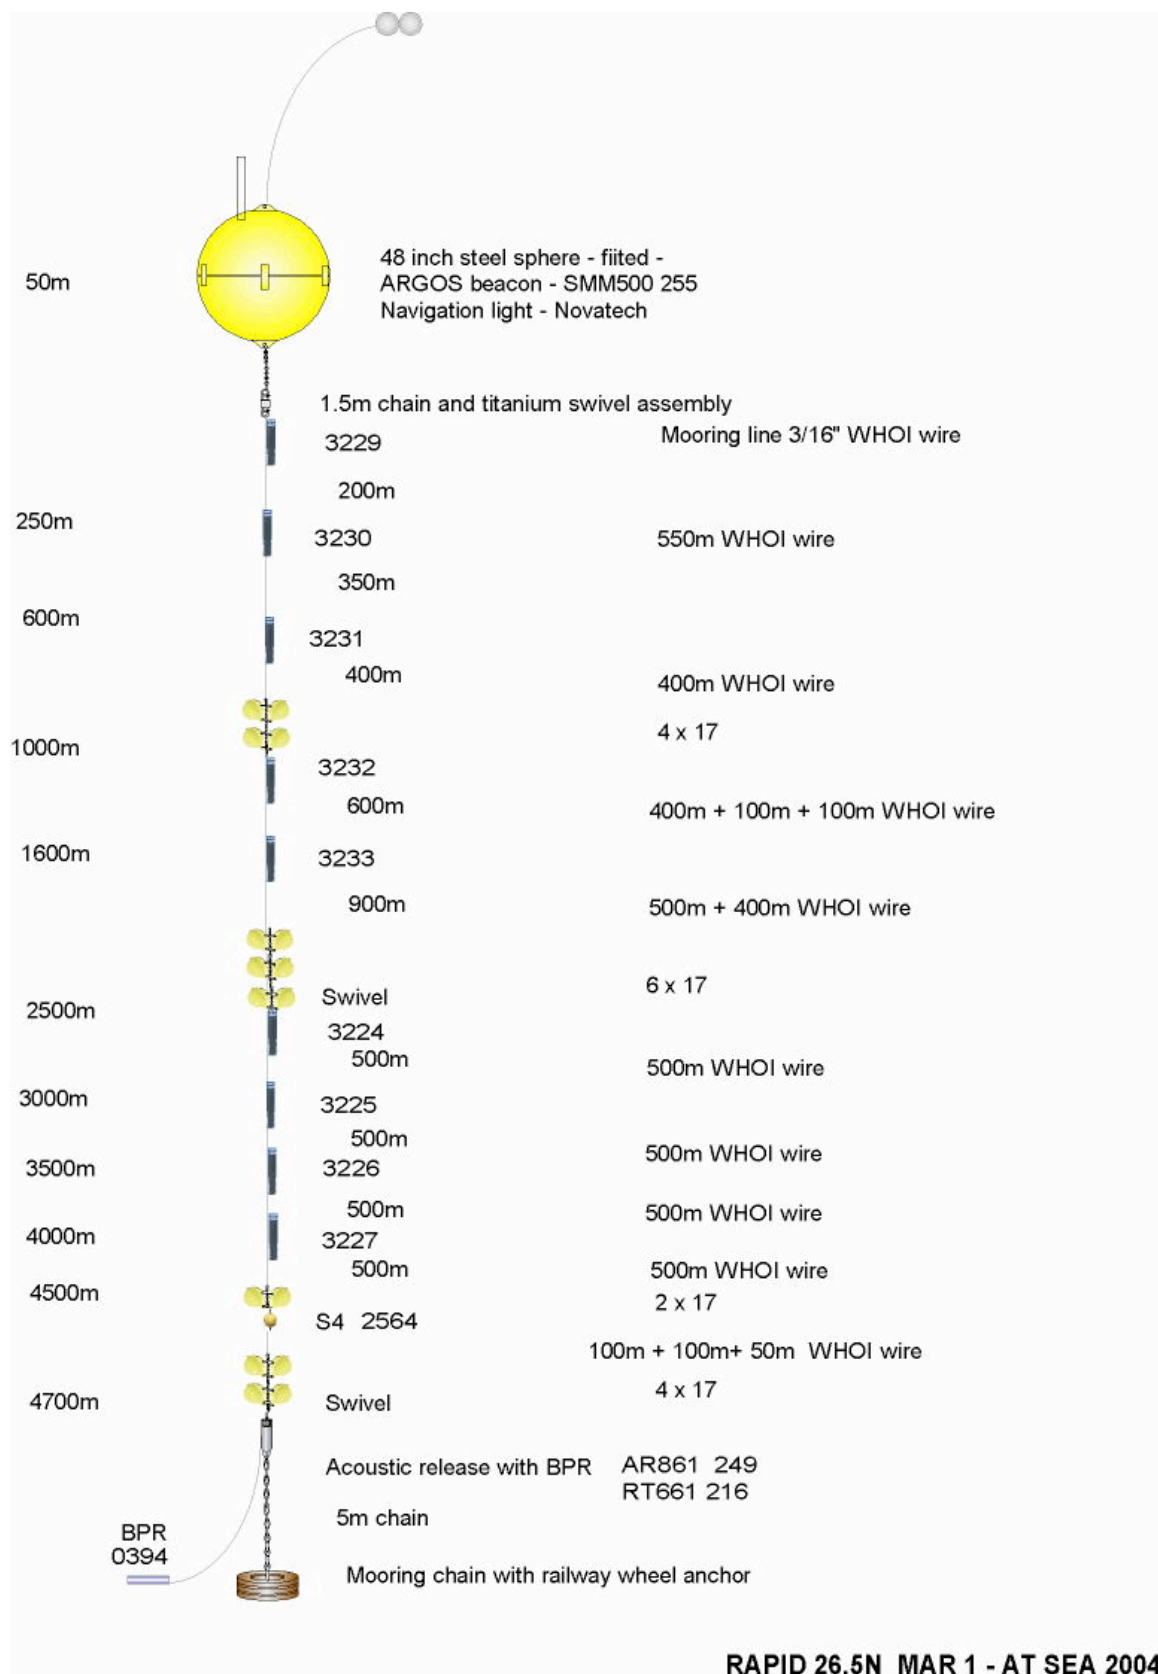 48 inch steel sphere - fiited -
50m
ARGOS beacon - SMM500 255
Navigation light - Novatech
1.5m chain and titanium swivel assembly
3229
Mooring line 3/16" WHOI wire
200m
250m
3230
550m WHOI wire
350m
600m
3231
400m
400m WHOI wire
4 x 17
1000m
3232
600m
400m + 100m + 100m WHOI wire
1600m
3233
900m
500m + 400m WHOI wire
6 x 17
Swivel
2500m
3224
500m
500m WHOI wire
3000m
3225
500m
500m WHOI wire
3500m
3226
500m
500m WHOI wire
4000m
3227
500m
500m WHOI wire
4500m
2 x 17
S4 2564
100m + 100m+ 50m WHOI wire
4 x 17
4700m
Swivel
Acoustic release with BPR
AR861 249
RT661 216
5m chain
BPR
0394
Mooring chain with railway wheel anchor
RAPID 26.5N MAR 1 - AT SEA 2004